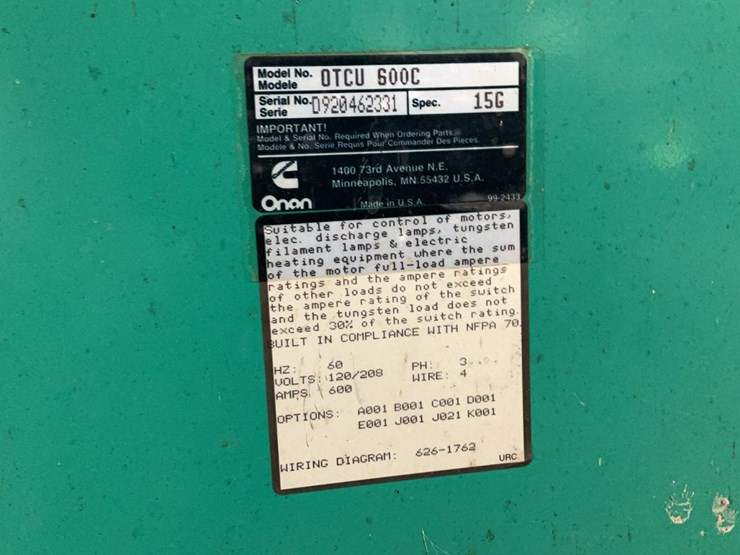 Model No. OTCU 600C
Modele
Serial No. D920462331 Spec. 15G
Serie
IMPORTANT!
Model & Serial No. Required When Ordering Parts.
Modele & No. Serie Requis Pour Commander Des Pieces.
1400 73rd Avenue N.E.
Minneapolis, MN 55432 U.S.A.
Onan
Made in U.S.A.
99-2433
Suitable for control of motors,
elec. discharge lamps, tungsten
filament lamps & electric
heating equipment where the sum
of the motor full-load ampere
ratings and the ampere ratings
of other loads do not exceed
the ampere rating of the switch
and the tungsten load does not
exceed 30% of the switch rating.
BUILT IN COMPLIANCE WITH NFPA 70.
HZ: 60 PH: 3
VOLTS: 120/208 WIRE: 4
AMPS 600
OPTIONS: A001 B001 C001 D001
E001 J001 J021 K001
WIRING DIAGRAM: 626-1762
URC